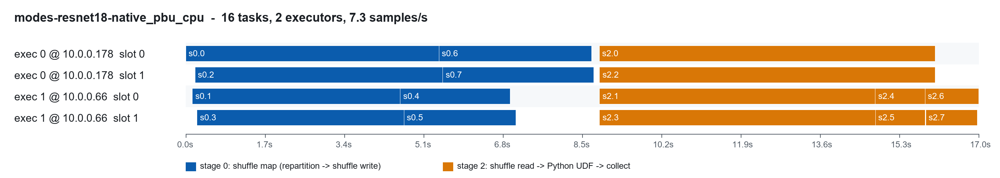 modes-resnet18-native_pbu_cpu - 16 tasks, 2 executors, 7.3 samples/s
exec 0 @ 10.0.0.178 slot 0
s0.0 s0.6 s2.0
exec 0 @ 10.0.0.178 slot 1
s0.2 s0.7 s2.2
exec 1 @ 10.0.0.66 slot 0
s0.1 s0.4 s2.1 s2.4 s2.6
exec 1 @ 10.0.0.66 slot 1
s0.3 s0.5 s2.3 s2.5 s2.7
0.0s 1.7s 3.4s 5.1s 6.8s 8.5s 10.2s 11.9s 13.6s 15.3s 17.0s
stage 0: shuffle map (repartition -> shuffle write)
stage 2: shuffle read -> Python UDF -> collect